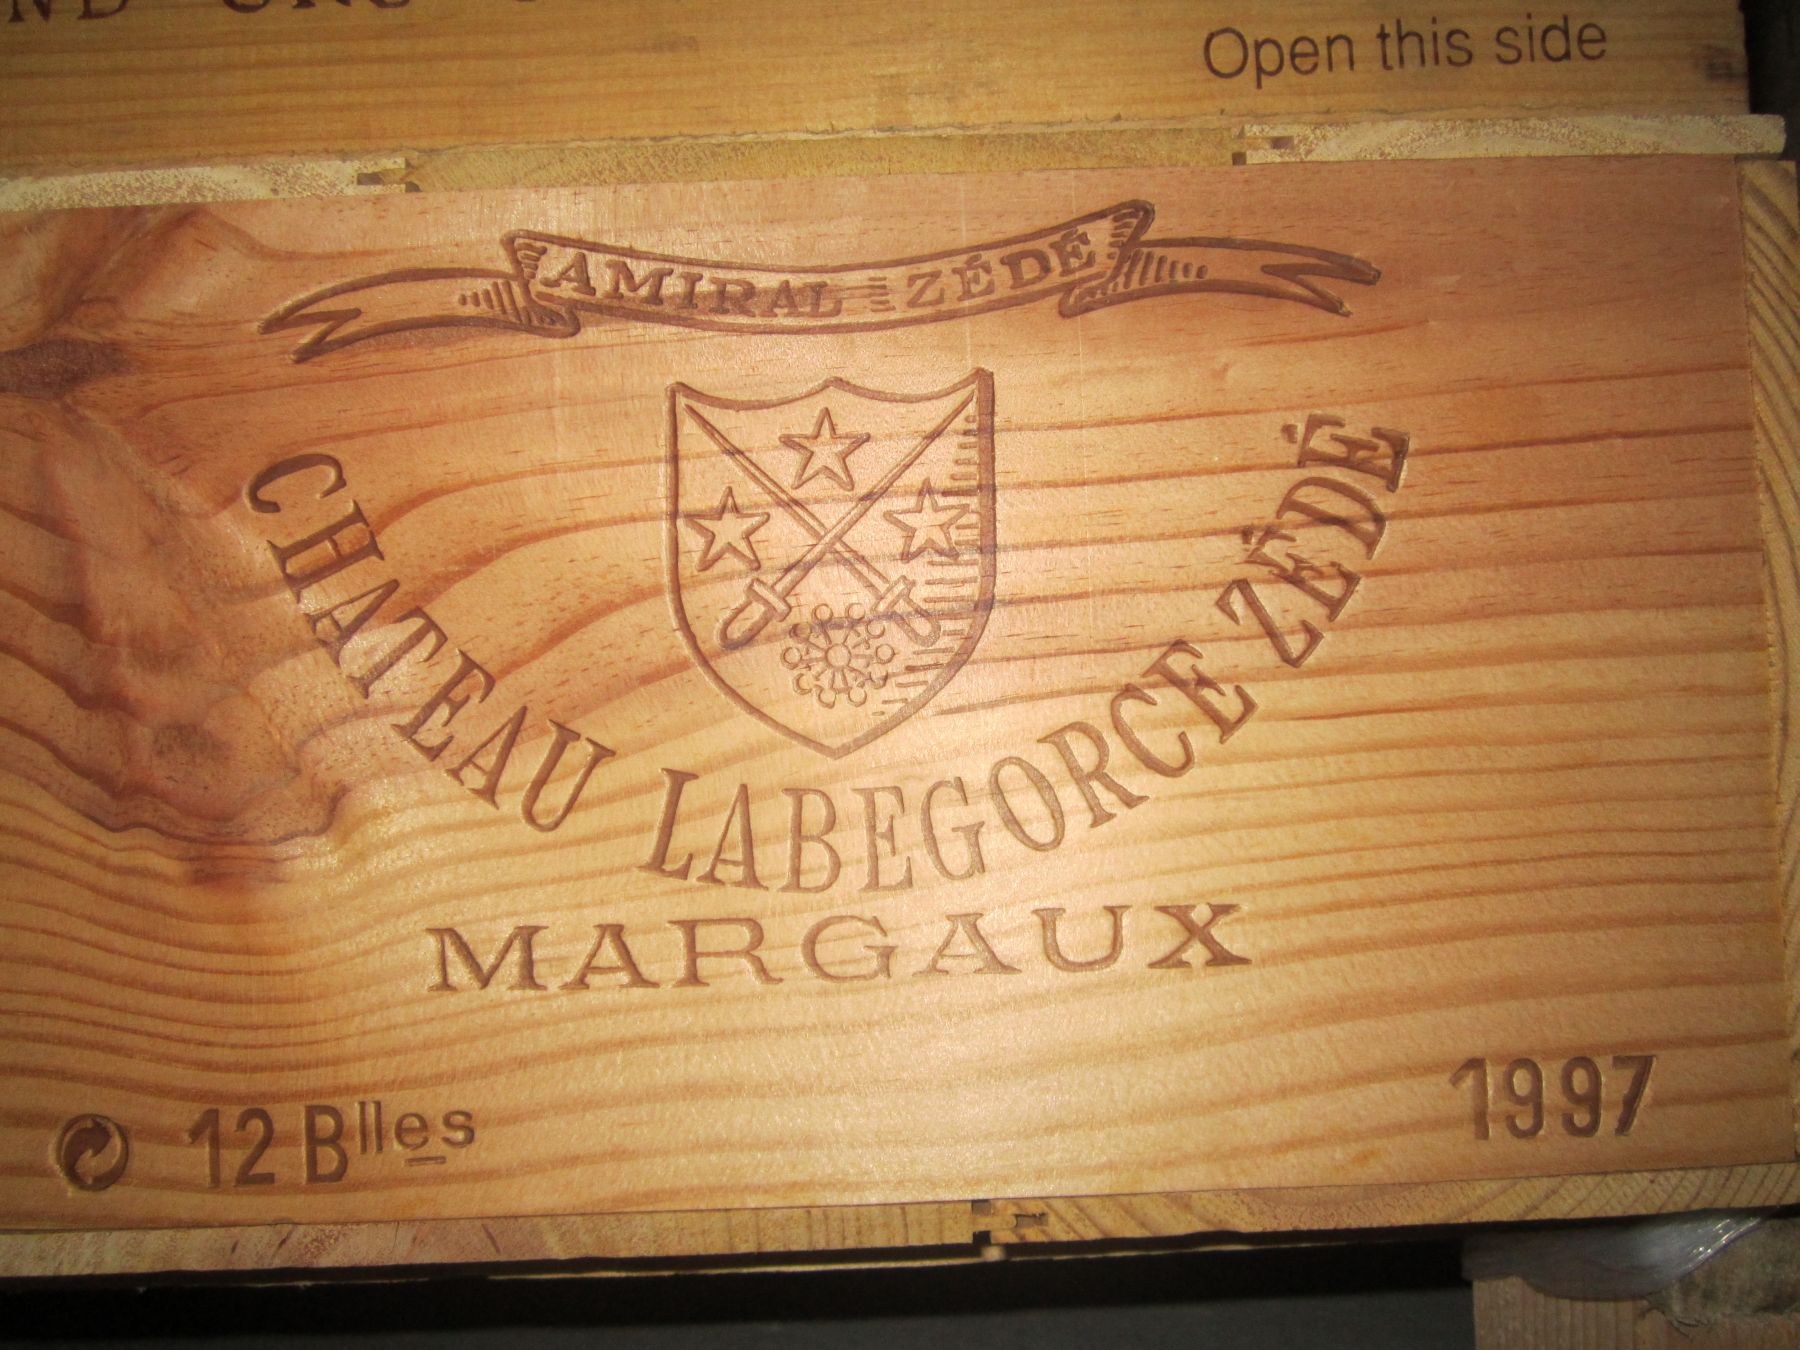 Open this side
AMIRAL ZÉDÉ
CHATEAU LABEGORCE ZÉDÉ
MARGAUX
12 Blles
1997